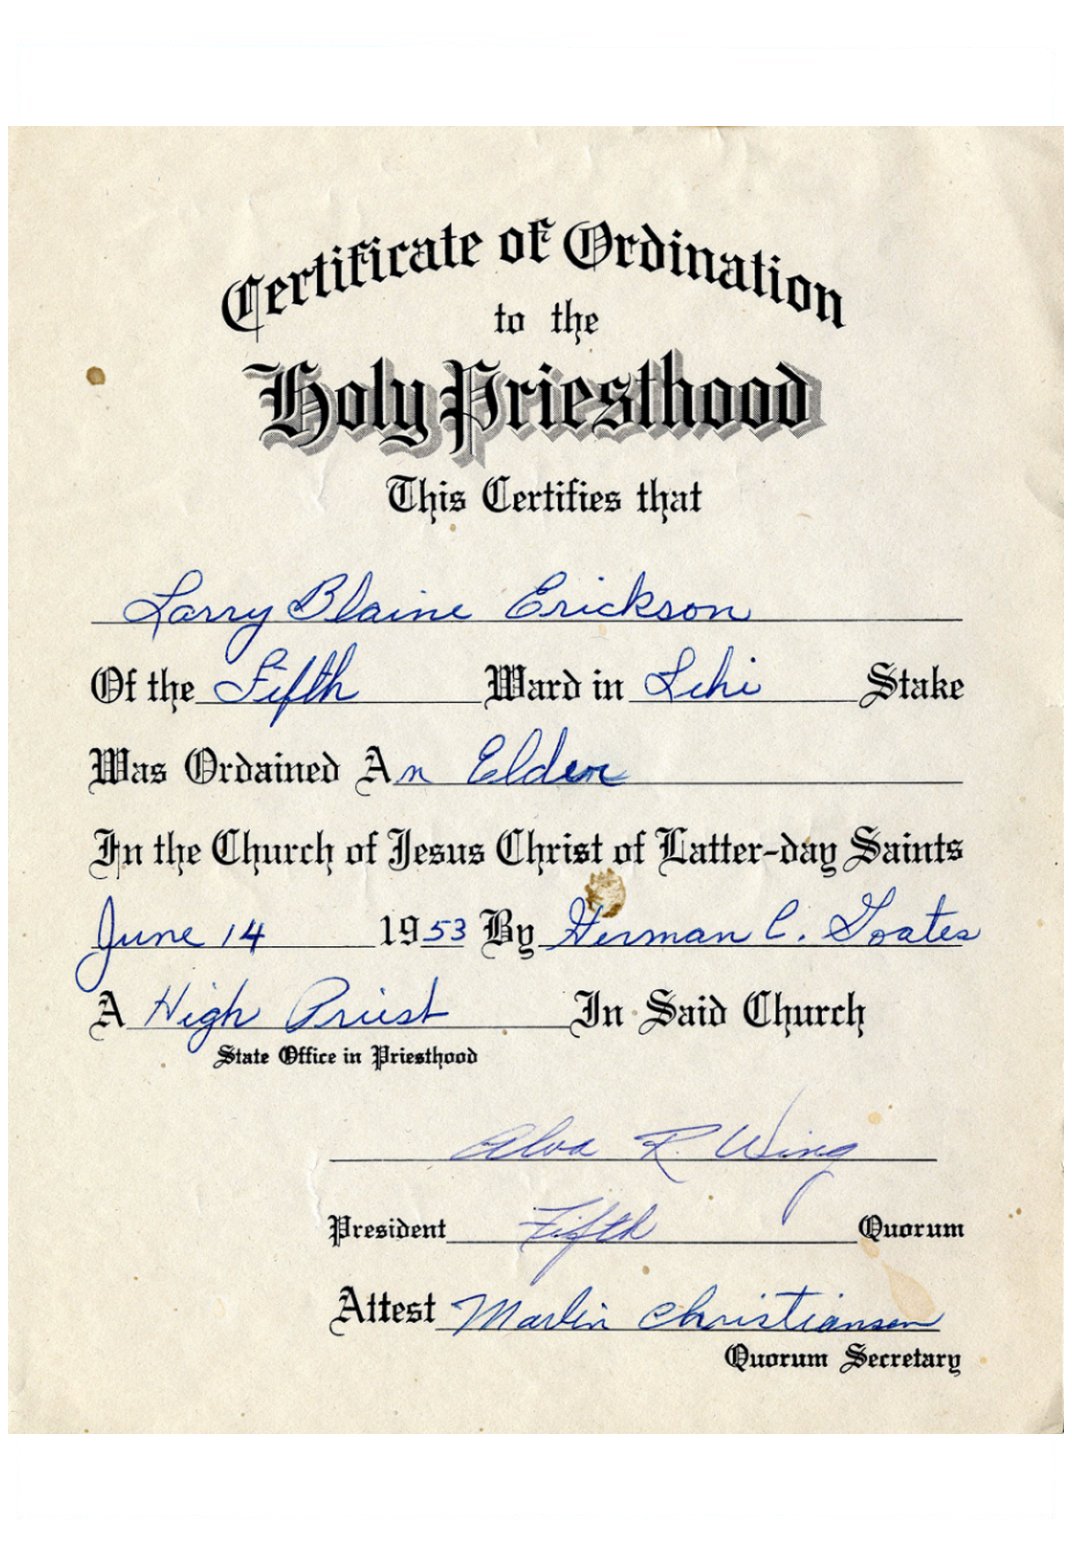 Certificate of Ordination
to the
Holy Priesthood
This Certifies that
Larry Blaine Erickson
Of the Fifth Ward in Lehi Stake
Was Ordained An Elder
In the Church of Jesus Christ of Latter-day Saints
June 14 1953 By Herman C. Goates
A High Priest In Said Church
State Office in Priesthood
Alva R. Wing
President Fifth Quorum
Attest Marlin Christiansen
Quorum Secretary